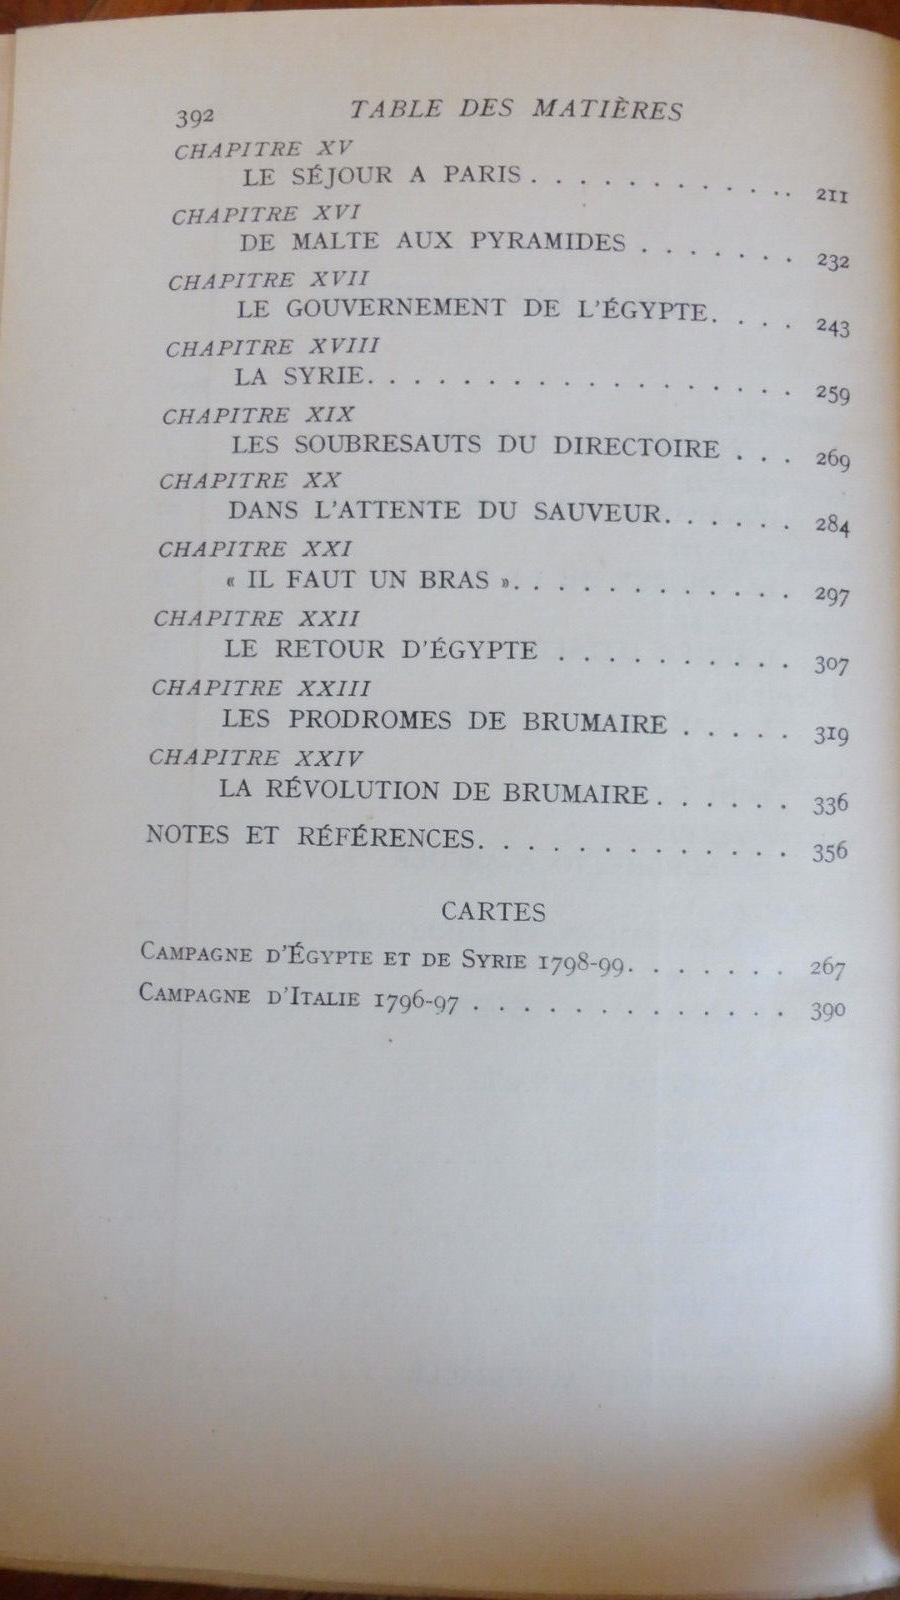 392 TABLE DES MATIÈRES
CHAPITRE XV
LE SÉJOUR A PARIS . . . . . . . . . . . . . 211
CHAPITRE XVI
DE MALTE AUX PYRAMIDES . . . . . . . 232
CHAPITRE XVII
LE GOUVERNEMENT DE L'ÉGYPTE. . . . 243
CHAPITRE XVIII
LA SYRIE. . . . . . . . . . . . . . . . . . . 259
CHAPITRE XIX
LES SOUBRESAUTS DU DIRECTOIRE . . . 269
CHAPITRE XX
DANS L'ATTENTE DU SAUVEUR. . . . . . 284
CHAPITRE XXI
« IL FAUT UN BRAS ». . . . . . . . . . . . 297
CHAPITRE XXII
LE RETOUR D'ÉGYPTE . . . . . . . . . . 307
CHAPITRE XXIII
LES PRODROMES DE BRUMAIRE . . . . . 319
CHAPITRE XXIV
LA RÉVOLUTION DE BRUMAIRE. . . . . . 336
NOTES ET RÉFÉRENCES. . . . . . . . . . . . . 356
CARTES
CAMPAGNE D'ÉGYPTE ET DE SYRIE 1798-99. . . . . . . 267
CAMPAGNE D'ITALIE 1796-97 . . . . . . . . . . . . . 390